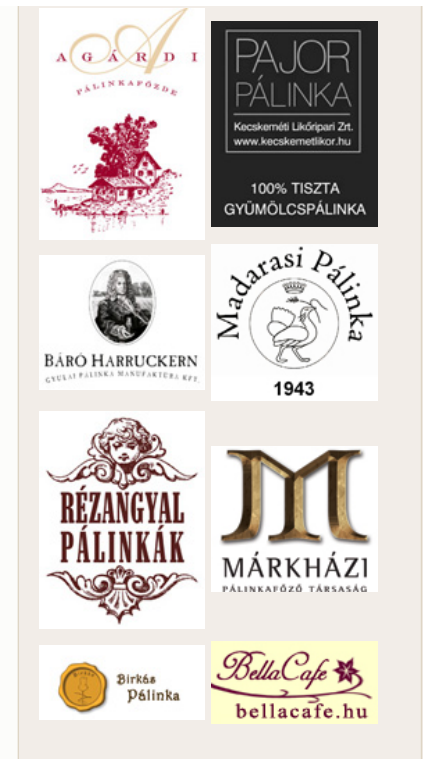 A
AGÁRDI
PÁLINKAFŐZDE
PAJOR
PÁLINKA
Kecskeméti Likőripari Zrt.
www.kecskemetlikor.hu
100% TISZTA
GYÜMÖLCSPÁLINKA
BÁRÓ HARRUCKERN
GYULAI PÁLINKA MANUFAKTÚRA KFT.
Madarasi Pálinka
1943
RÉZANGYAL
PÁLINKÁK
M
MÁRKHÁZI
PÁLINKAFŐZŐ TÁRSASÁG
Birkás
Pálinka
BellaCafe
bellacafe.hu